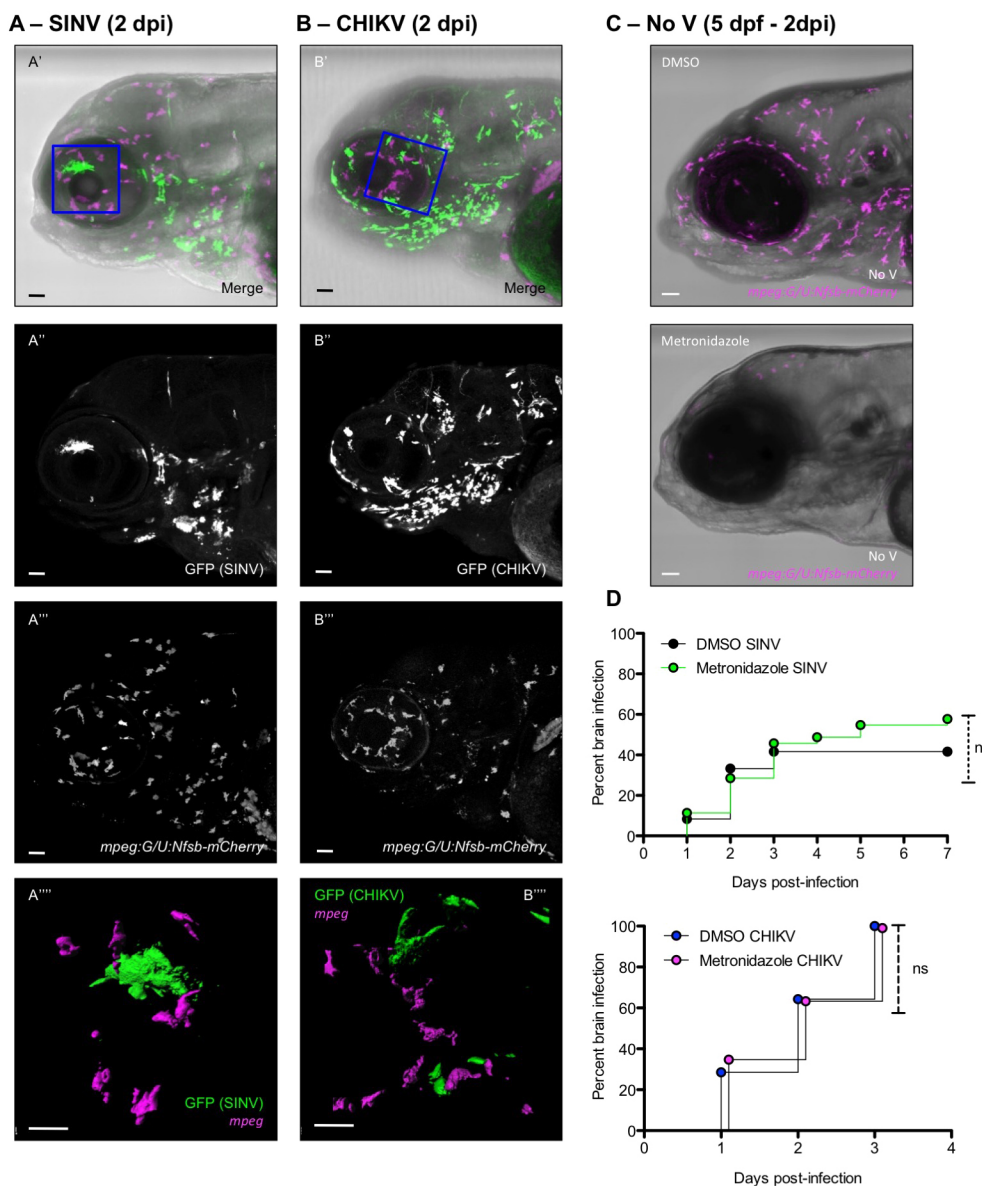 A – SINV (2 dpi)
A’
Merge
A’’
GFP (SINV)
A’’’
mpeg:G/U:Nfsb-mCherry
A’’’’
GFP (SINV)
mpeg
B – CHIKV (2 dpi)
B’
Merge
B’’
GFP (CHIKV)
B’’’
mpeg:G/U:Nfsb-mCherry
GFP (CHIKV)
B’’’’
mpeg
C – No V (5 dpf - 2dpi)
DMSO
No V
mpeg:G/U:Nfsb-mCherry
Metronidazole
No V
mpeg:G/U:Nfsb-mCherry
D
100
80
60
40
20
0
Percent brain infection
DMSO SINV
Metronidazole SINV
n
0 1 2 3 4 5 6 7
Days post-infection
100
80
60
40
20
0
Percent brain infection
DMSO CHIKV
Metronidazole CHIKV
ns
0 1 2 3 4
Days post-infection